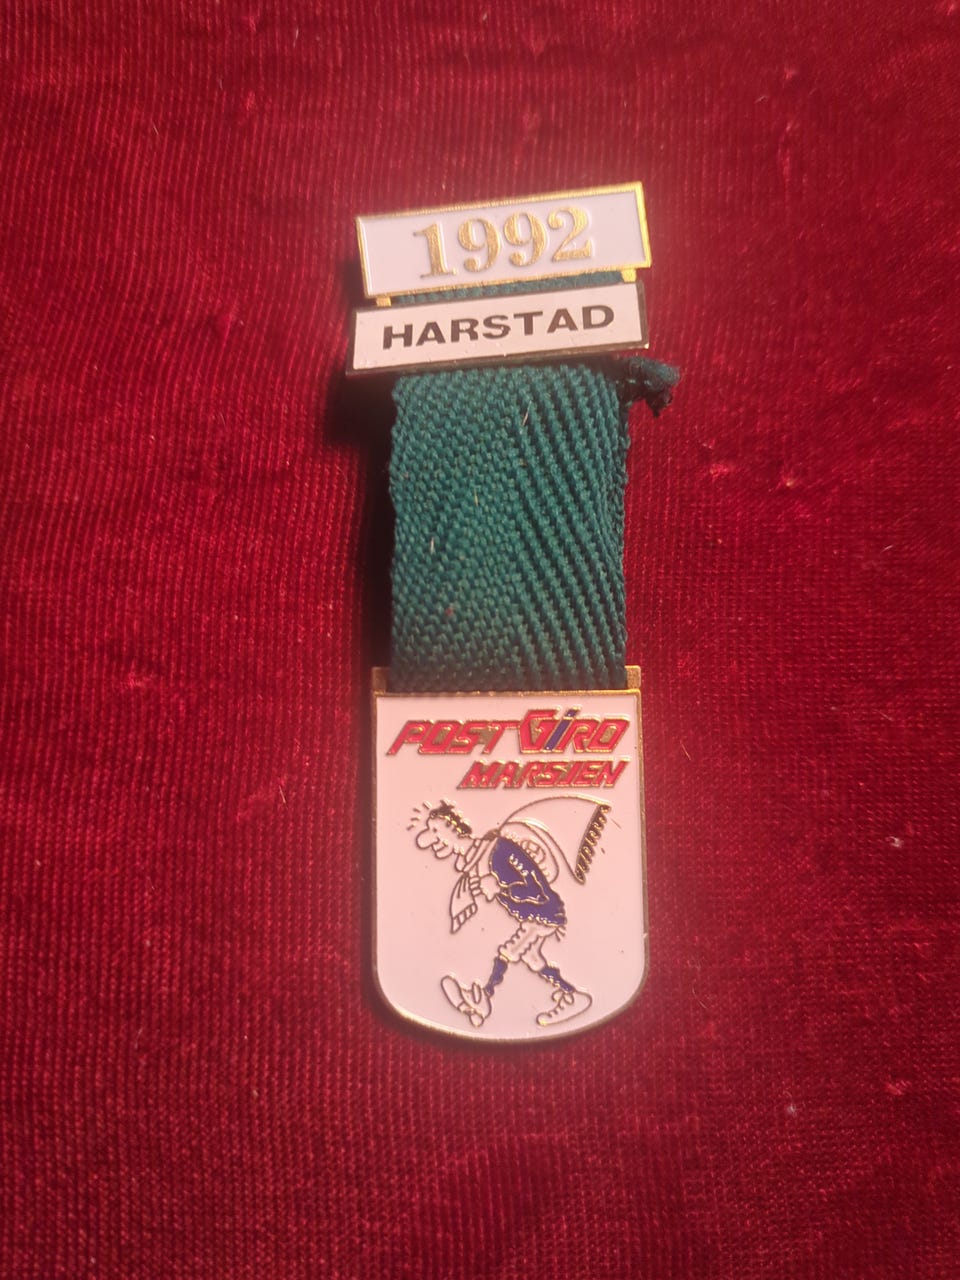 1992
HARSTAD
POSTGiRO
MARSJEN